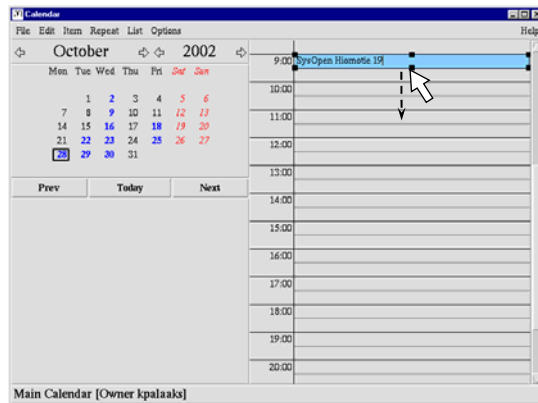 Calendar
File Edit Item Repeat List Options Help
October 2002
Mon Tue Wed Thu Fri Sat Sun
1 2 3 4 5 6
7 8 9 10 11 12 13
14 15 16 17 18 19 20
21 22 23 24 25 26 27
28 29 30 31
Prev Today Next
9:00 SysOpen Hiomotie 19
10:00
11:00
12:00
13:00
14:00
15:00
16:00
17:00
18:00
19:00
20:00
Main Calendar [Owner kpalaaks]